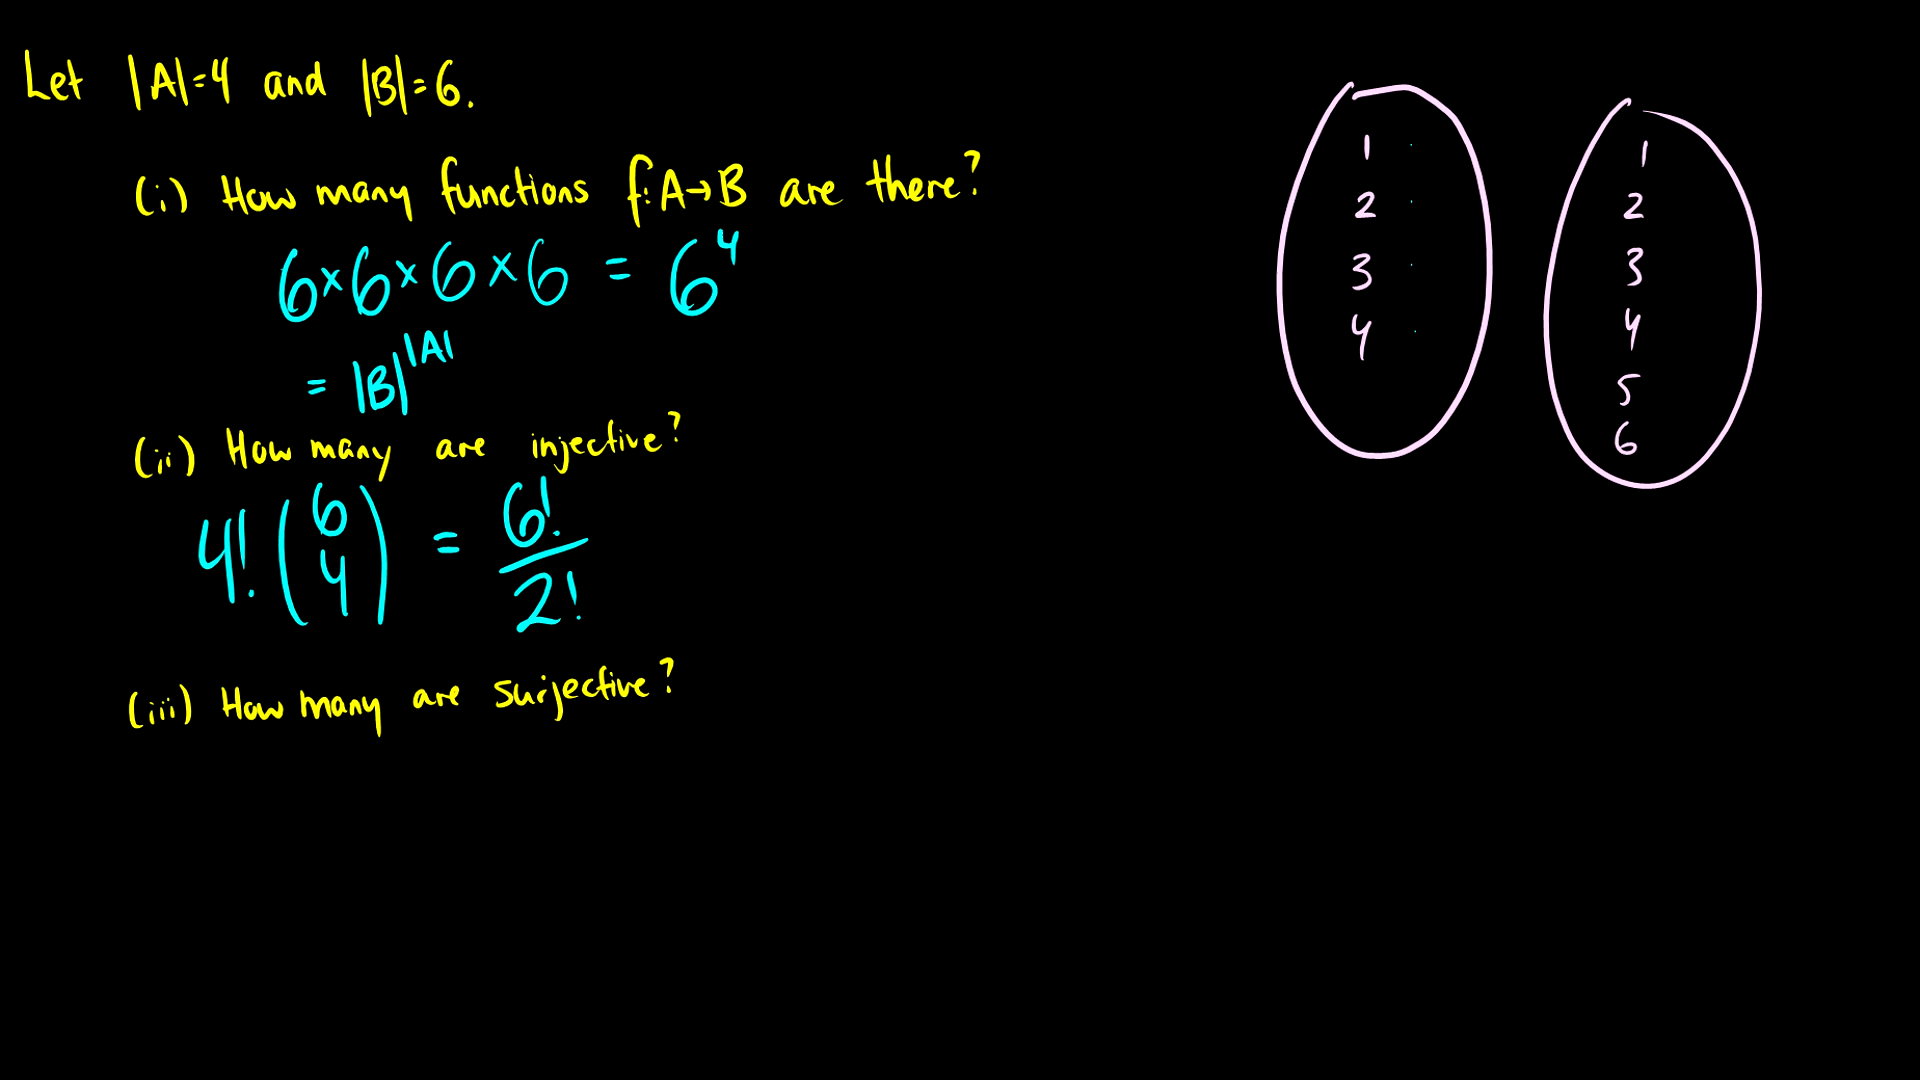 Let |A|=4 and |B|=6.
(i) How many functions f:A→B are there?
6×6×6×6 = 6⁴
= |B|^|A|
(ii) How many are injective?
4! (6 4) = 6!/2!
(iii) How many are surjective?
1
2
3
4
1
2
3
4
5
6